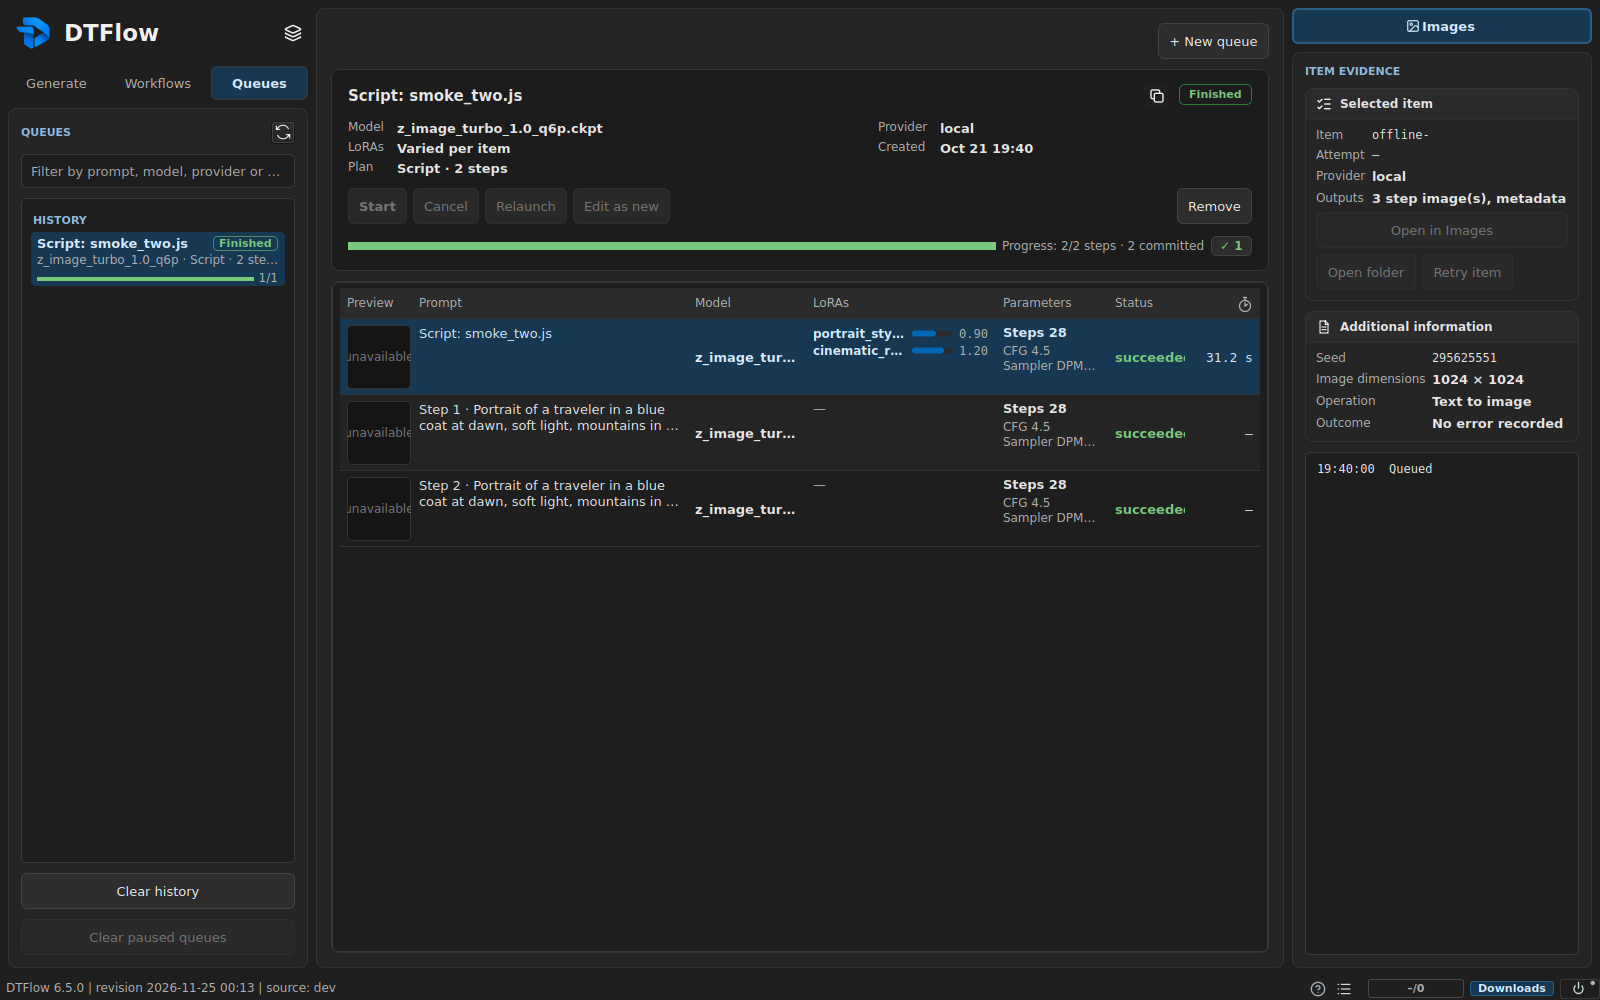 DTFlow
Generate
Workflows
Queues
QUEUES
Filter by prompt, model, provider or ...
HISTORY
Script: smoke_two.js
Finished
z_image_turbo_1.0_q6p · Script · 2 ste...
1/1
Clear history
Clear paused queues
+ New queue
Script: smoke_two.js
Finished
Model z_image_turbo_1.0_q6p.ckpt
Provider local
LoRAs Varied per item
Created Oct 21 19:40
Plan Script · 2 steps
Start
Cancel
Relaunch
Edit as new
Remove
Progress: 2/2 steps · 2 committed
✓ 1
Preview
Prompt
Model
LoRAs
Parameters
Status
unavailable
Script: smoke_two.js
z_image_tur...
portrait_sty... 0.90
cinematic_r... 1.20
Steps 28
CFG 4.5
Sampler DPM...
succeede
31.2 s
unavailable
Step 1 · Portrait of a traveler in a blue
coat at dawn, soft light, mountains in ...
z_image_tur...
—
Steps 28
CFG 4.5
Sampler DPM...
succeede
—
unavailable
Step 2 · Portrait of a traveler in a blue
coat at dawn, soft light, mountains in ...
z_image_tur...
—
Steps 28
CFG 4.5
Sampler DPM...
succeede
—
Images
ITEM EVIDENCE
Selected item
Item offline-
Attempt —
Provider local
Outputs 3 step image(s), metadata
Open in Images
Open folder
Retry item
Additional information
Seed 295625551
Image dimensions 1024 × 1024
Operation Text to image
Outcome No error recorded
19:40:00 Queued
DTFlow 6.5.0 | revision 2026-11-25 00:13 | source: dev
-/0
Downloads